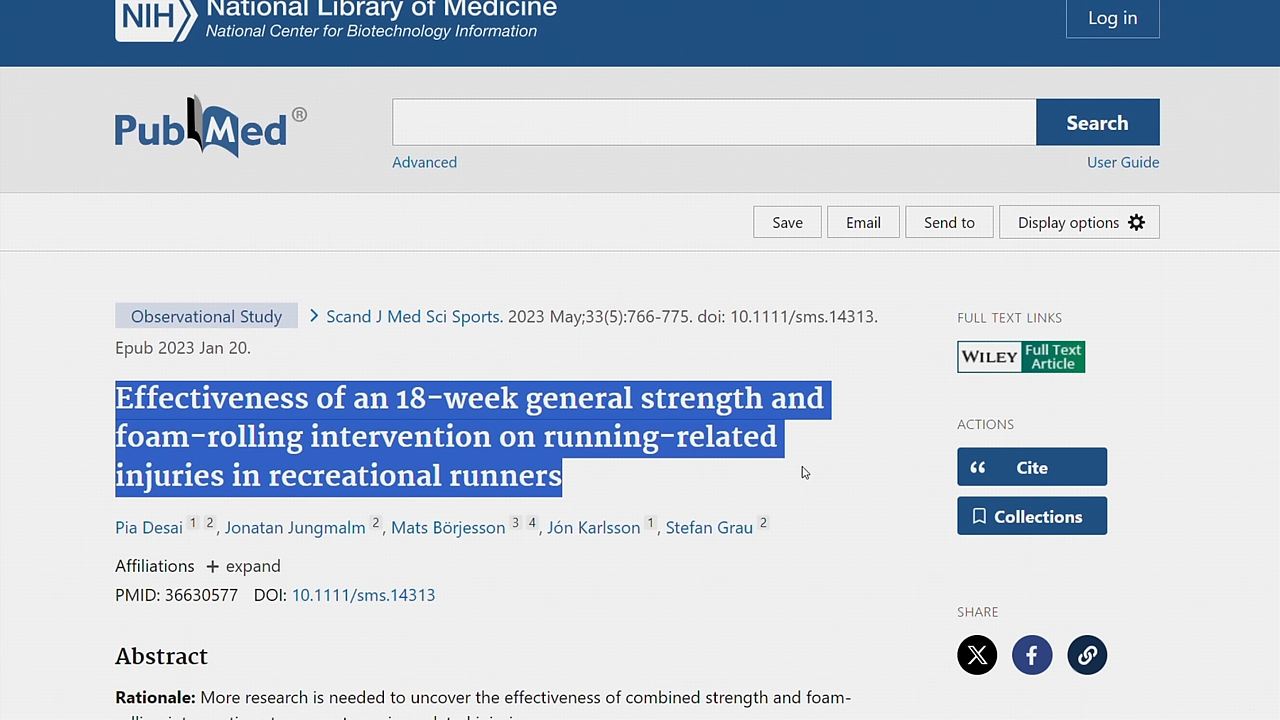 NIH National Library of Medicine
National Center for Biotechnology Information
Log in
PubMed®
Search
Advanced
User Guide
Save
Email
Send to
Display options
Observational Study
Scand J Med Sci Sports. 2023 May;33(5):766-775. doi: 10.1111/sms.14313.
Epub 2023 Jan 20.
Effectiveness of an 18-week general strength and
foam-rolling intervention on running-related
injuries in recreational runners
Pia Desai 1 2, Jonatan Jungmalm 2, Mats Börjesson 3 4, Jón Karlsson 1, Stefan Grau 2
Affiliations + expand
PMID: 36630577 DOI: 10.1111/sms.14313
Abstract
Rationale: More research is needed to uncover the effectiveness of combined strength and foam-
FULL TEXT LINKS
WILEY Full Text
Article
ACTIONS
Cite
Collections
SHARE